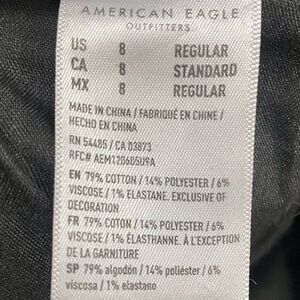 AMERICAN EAGLE
OUTFITTERS
US 8 REGULAR
CA 8 STANDARD
MX 8 REGULAR
MADE IN CHINA / FABRIQUÉ EN CHINE /
HECHO EN CHINA
RN 54485 / CA 03873
RFC# AEM120605U9A
EN 79% COTTON / 14% POLYESTER / 6%
VISCOSE / 1% ELASTANE. EXCLUSIVE OF
DECORATION
FR 79% COTON / 14% POLYESTER / 6%
VISCOSE / 1% ÉLASTHANNE. À L'EXCEPTION
DE LA GARNITURE
SP 79% algodón / 14% poliéster / 6%
viscosa / 1% elastano